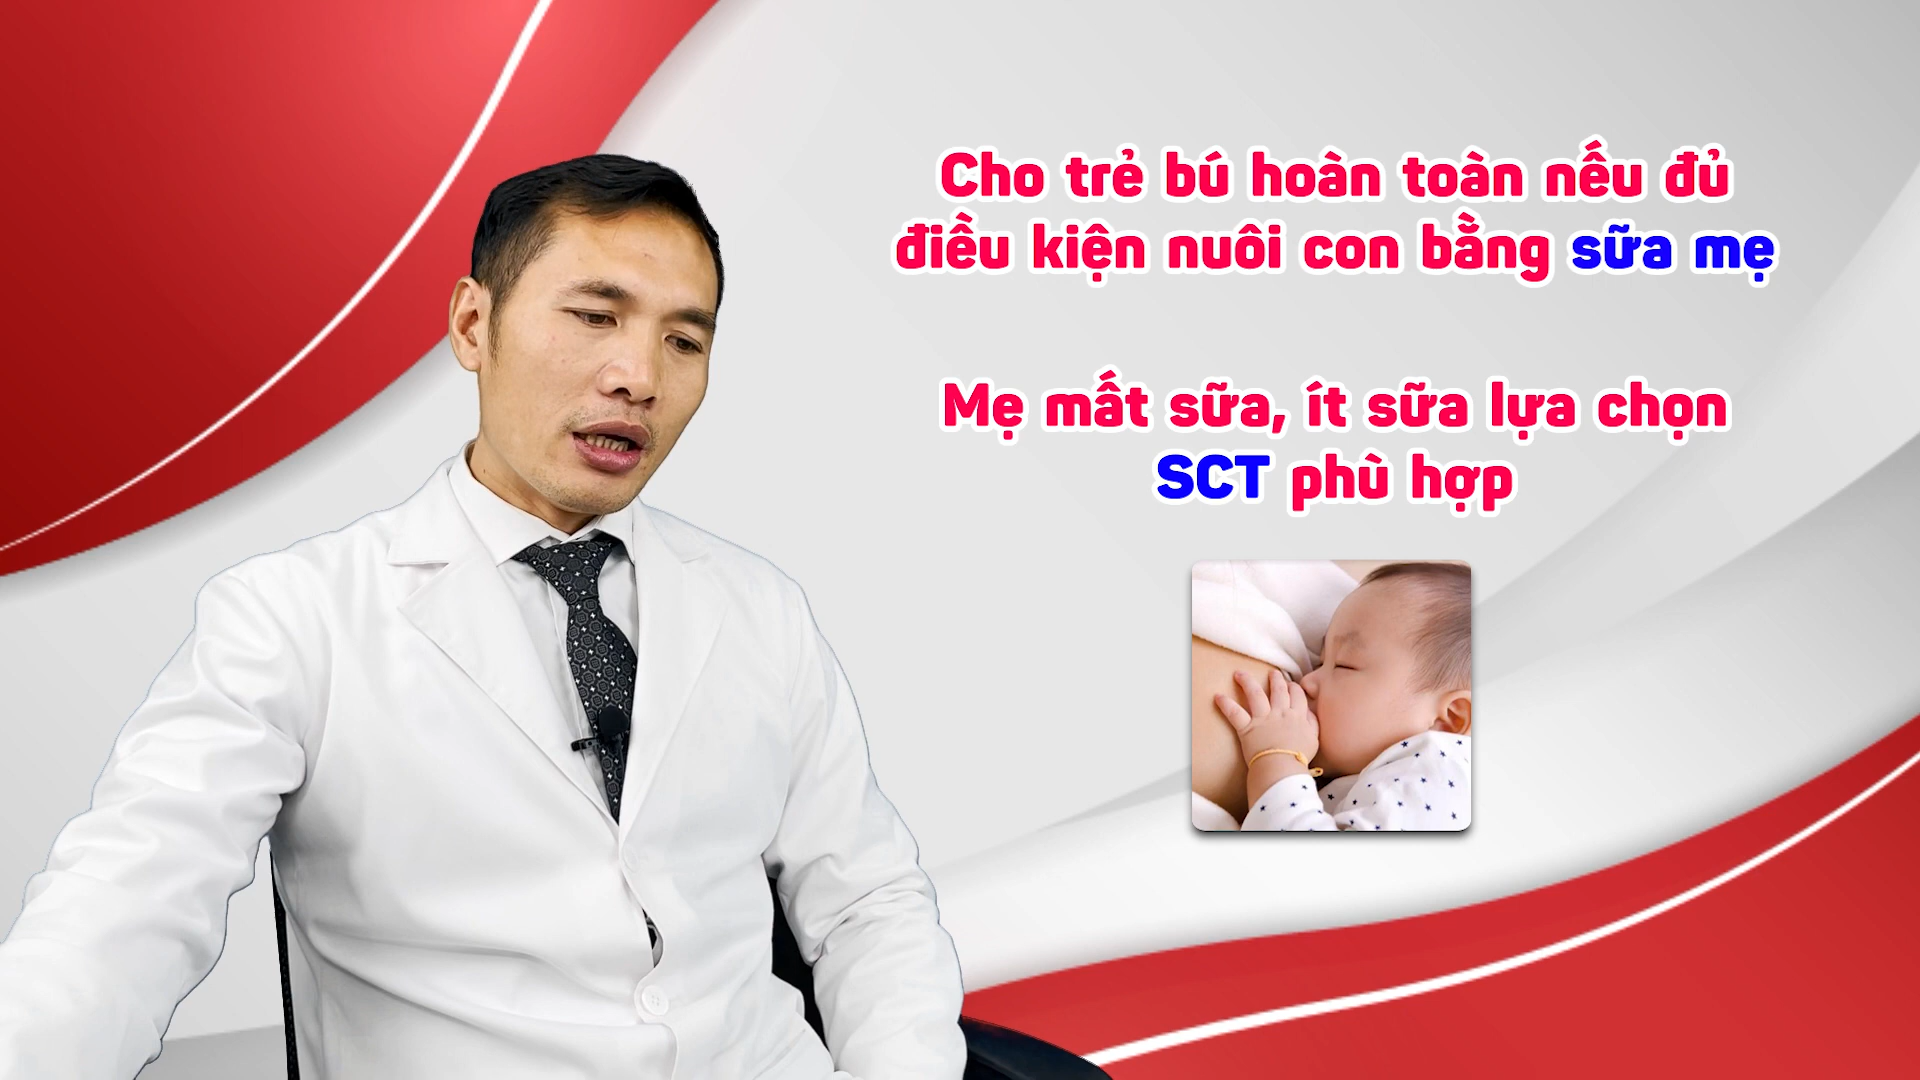 Cho trẻ bú hoàn toàn nếu đủ
điều kiện nuôi con bằng sữa mẹ
Mẹ mất sữa, ít sữa lựa chọn
SCT phù hợp